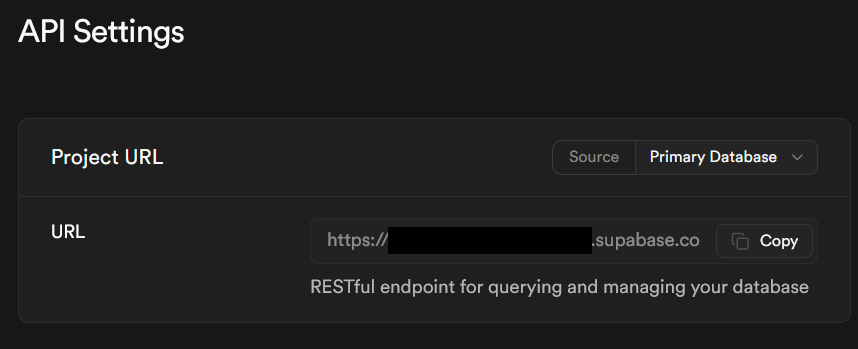 API Settings
Project URL
Source Primary Database
URL
https:// .supabase.co Copy
RESTful endpoint for querying and managing your database